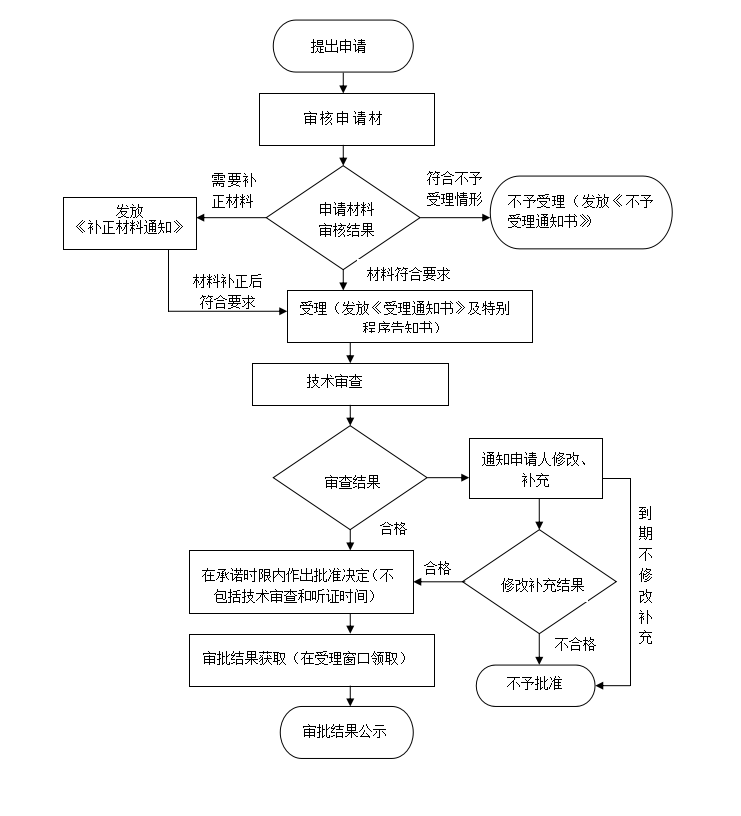 提出申请
审核申请材
需要补
正材料
符合不予
受理情形
发放
《补正材料通知》
申请材料
审核结果
不予受理（发放《不予
受理通知书》）
材料补正后
符合要求
材料符合要求
受理（发放《受理通知书》及特别
程序告知书）
技术审查
审查结果
通知申请人修改、
补充
到期不修改补充
合格
在承诺时限内作出批准决定（不
包括技术审查和听证时间）
合格
修改补充结果
不合格
审批结果获取（在受理窗口领取）
不予批准
审批结果公示